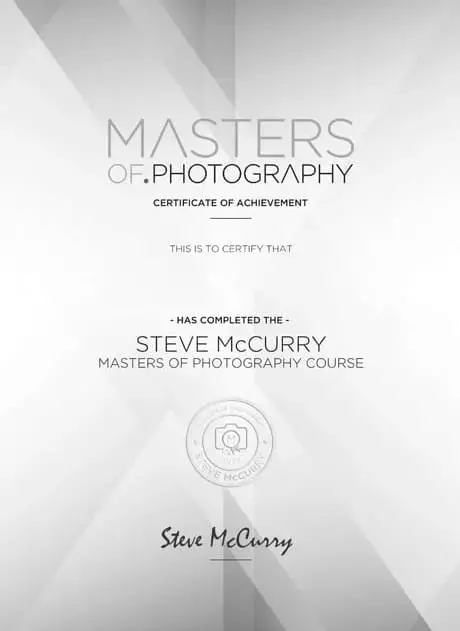 MASTERS
OF.PHOTOGRAPHY
CERTIFICATE OF ACHIEVEMENT
THIS IS TO CERTIFY THAT
- HAS COMPLETED THE -
STEVE McCURRY
MASTERS OF PHOTOGRAPHY COURSE
M
STEVE McCURRY
Steve McCurry